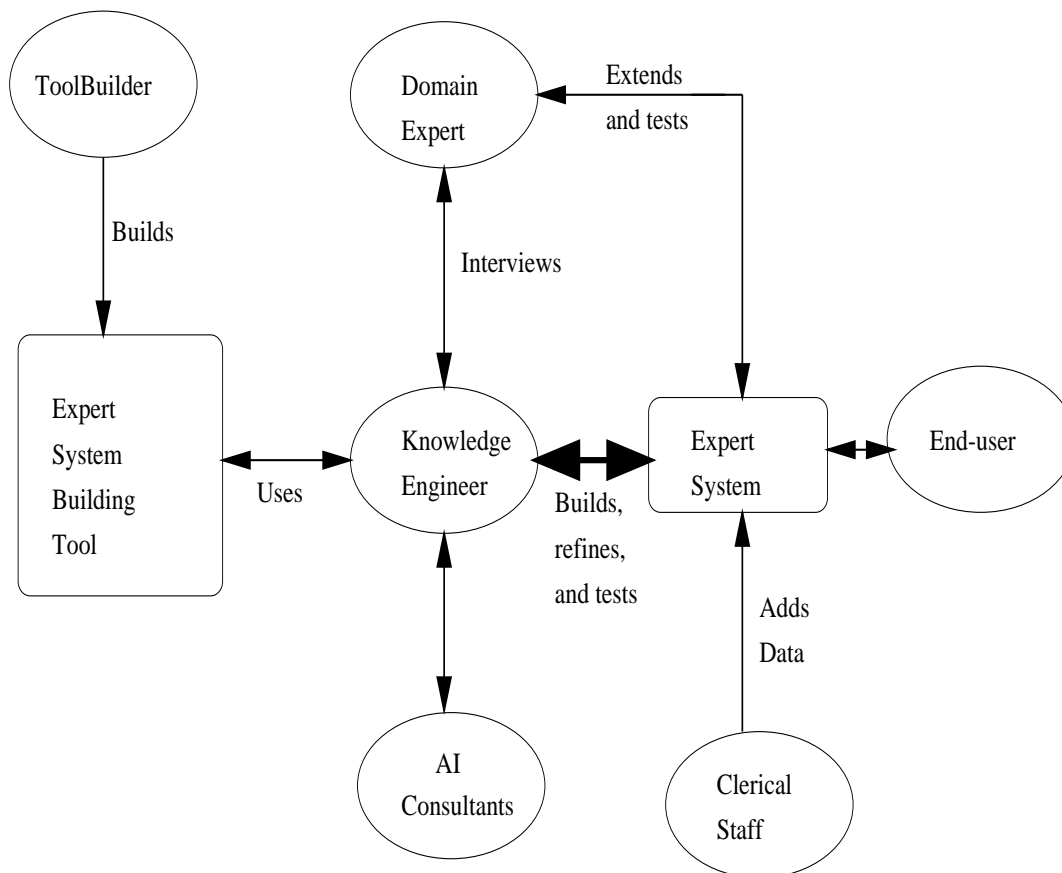 ToolBuilder
Domain
Expert
Extends
and tests
Builds
Interviews
Expert
System
Building
Tool
Uses
Knowledge
Engineer
Builds,
refines,
and tests
Expert
System
End-user
Adds
Data
AI
Consultants
Clerical
Staff